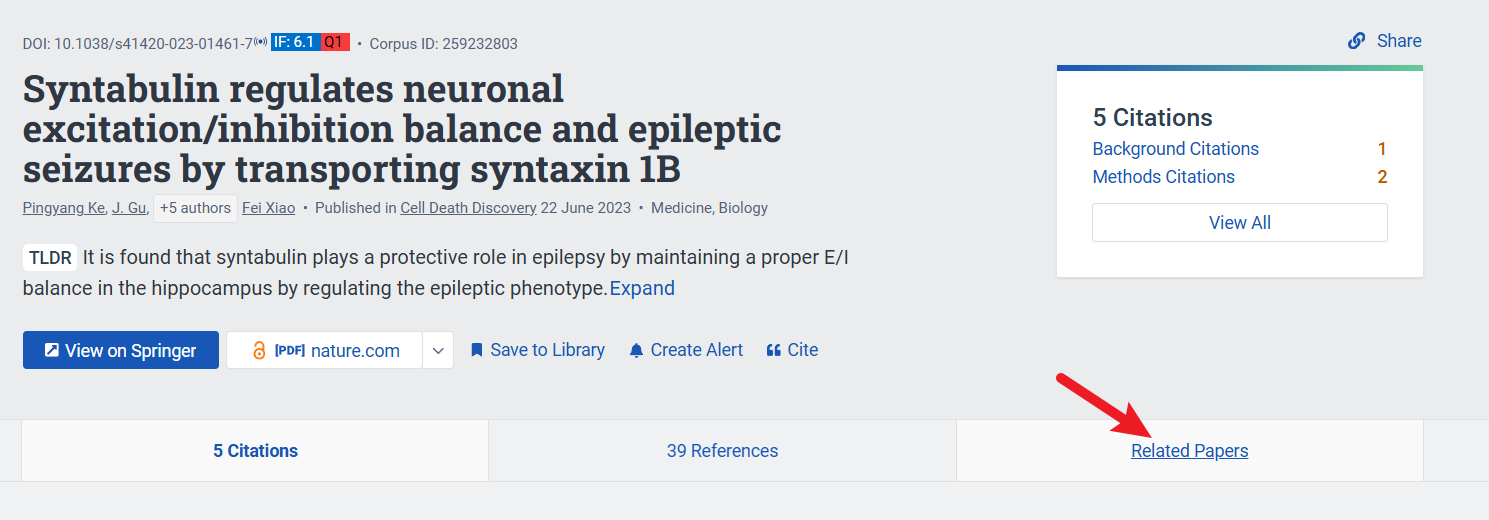 DOI: 10.1038/s41420-023-01461-7 IF: 6.1 Q1 • Corpus ID: 259232803
Share
Syntabulin regulates neuronal
excitation/inhibition balance and epileptic
seizures by transporting syntaxin 1B
Pingyang Ke, J. Gu, +5 authors Fei Xiao • Published in Cell Death Discovery 22 June 2023 • Medicine, Biology
TLDR It is found that syntabulin plays a protective role in epilepsy by maintaining a proper E/I
balance in the hippocampus by regulating the epileptic phenotype.Expand
View on Springer
[PDF] nature.com
Save to Library
Create Alert
Cite
5 Citations
Background Citations 1
Methods Citations 2
View All
5 Citations
39 References
Related Papers